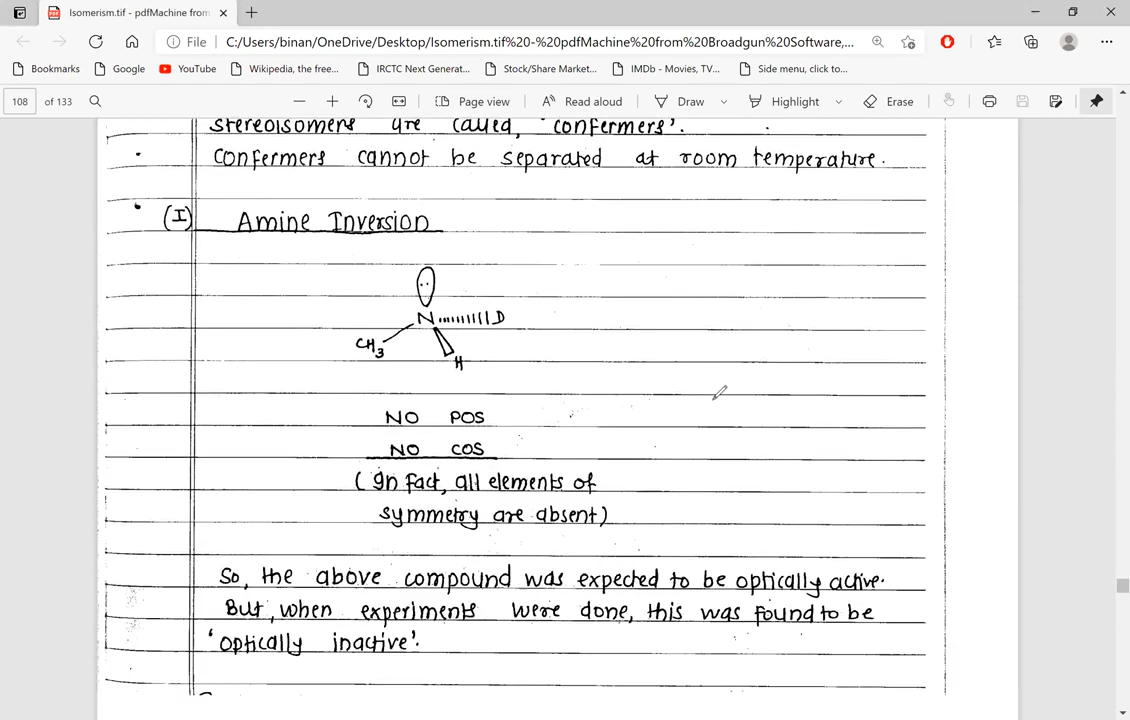 Isomerism.tif - pdfMachine from
File
C:/Users/binan/OneDrive/Desktop/Isomerism.tif%20-%20pdfMachine%20from%20Broadgun%20Software,...
Bookmarks Google YouTube Wikipedia, the free... IRCTC Next Generat... Stock/Share Market... IMDb - Movies, TV... Side menu, click to...
108 of 133 Page view Read aloud Draw Highlight Erase
stereoisomers are called, 'confermers'.
Confermers cannot be separated at room temperature.
(I) Amine Inversion
N D
CH3
H
NO POS
NO COS
(In fact, all elements of
symmetry are absent)
So, the above compound was expected to be optically active.
But, when experiments were done, this was found to be
'optically inactive'.